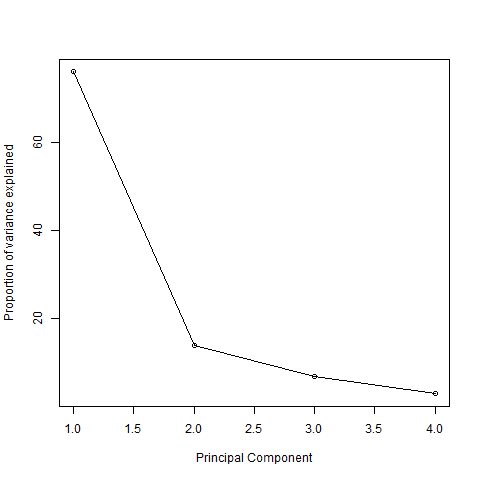 Proportion of variance explained
60
40
20
1.0 1.5 2.0 2.5 3.0 3.5 4.0
Principal Component